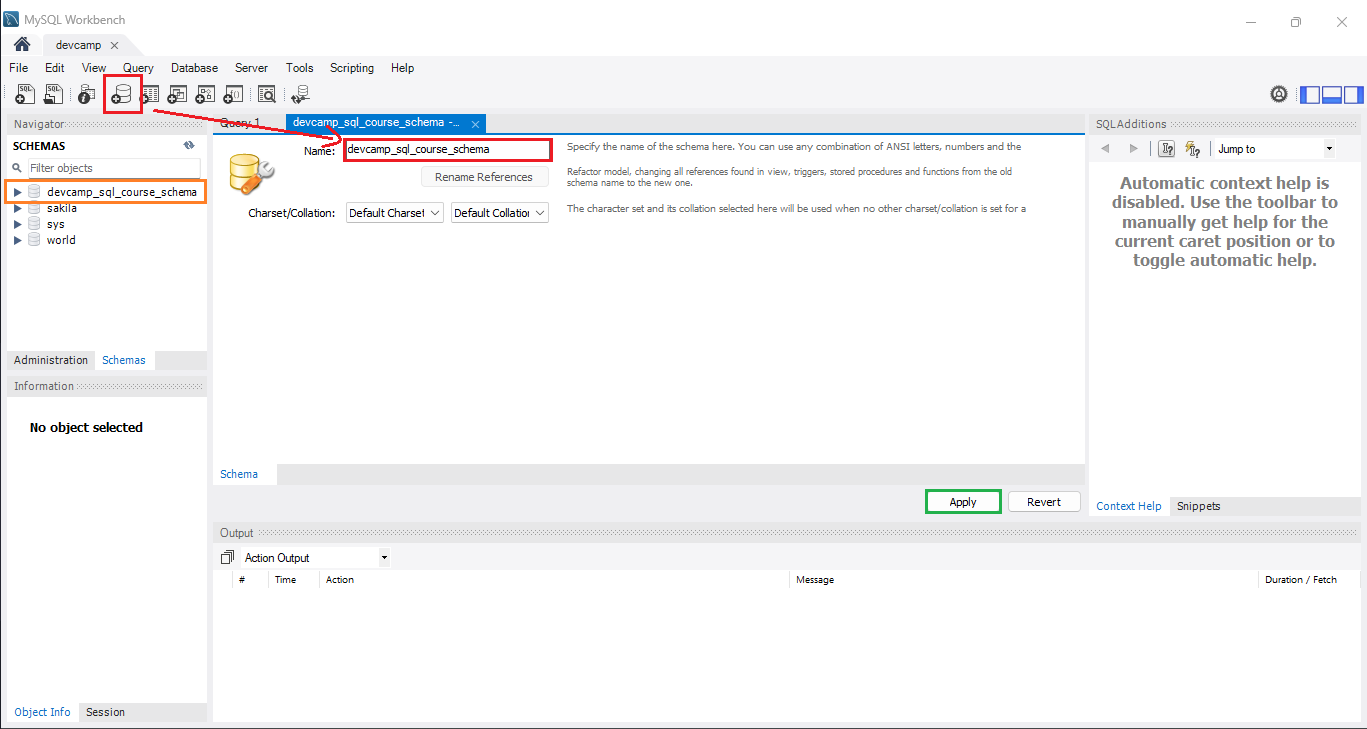 MySQL Workbench
devcamp
File Edit View Query Database Server Tools Scripting Help
Navigator
SCHEMAS
Filter objects
devcamp_sql_course_schema
sakila
sys
world
Administration Schemas
Information
No object selected
Object Info Session
Query 1 devcamp_sql_course_schema -...
Name: devcamp_sql_course_schema
Specify the name of the schema here. You can use any combination of ANSI letters, numbers and the
Rename References
Refactor model, changing all references found in view, triggers, stored procedures and functions from the old
schema name to the new one.
Charset/Collation: Default Charset Default Collation
The character set and its collation selected here will be used when no other charset/collation is set for a
Schema
Apply Revert
Output
Action Output
# Time Action Message Duration / Fetch
SQLAdditions
Jump to
Automatic context help is
disabled. Use the toolbar to
manually get help for the
current caret position or to
toggle automatic help.
Context Help Snippets